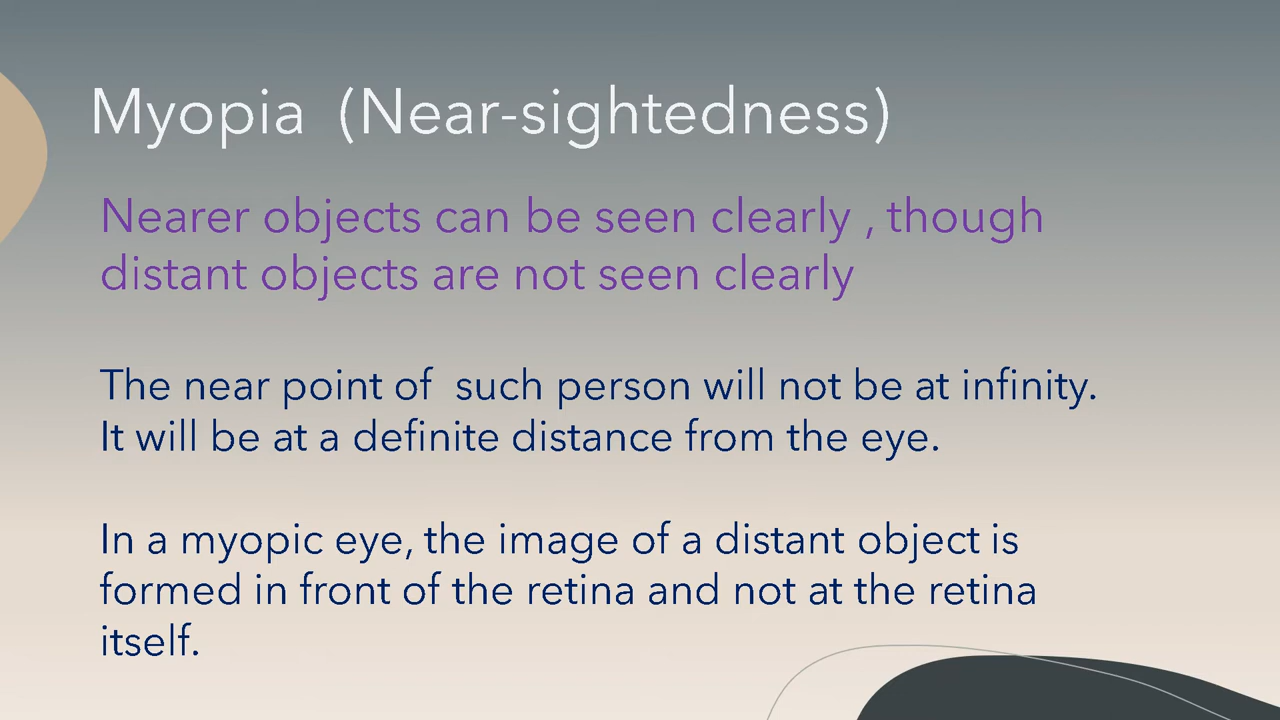 Myopia (Near-sightedness)
Nearer objects can be seen clearly , though
distant objects are not seen clearly
The near point of such person will not be at infinity.
It will be at a definite distance from the eye.
In a myopic eye, the image of a distant object is
formed in front of the retina and not at the retina
itself.